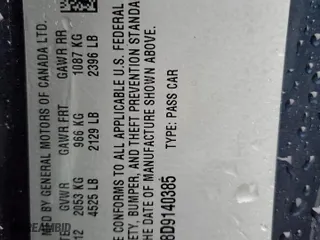 MFD BY GENERAL MOTORS OF CANADA LTD.
GVWR GAWR FRT GAWR RR
12 2053 KG 966 KG 1087 KG
4525 LB 2129 LB 2396 LB
CONFORMS TO ALL APPLICABLE U.S. FEDERAL
SAFETY, BUMPER, AND THEFT PREVENTION STANDA
THE DATE OF MANUFACTURE SHOWN ABOVE.
8D9140385 TYPE: PASS CAR